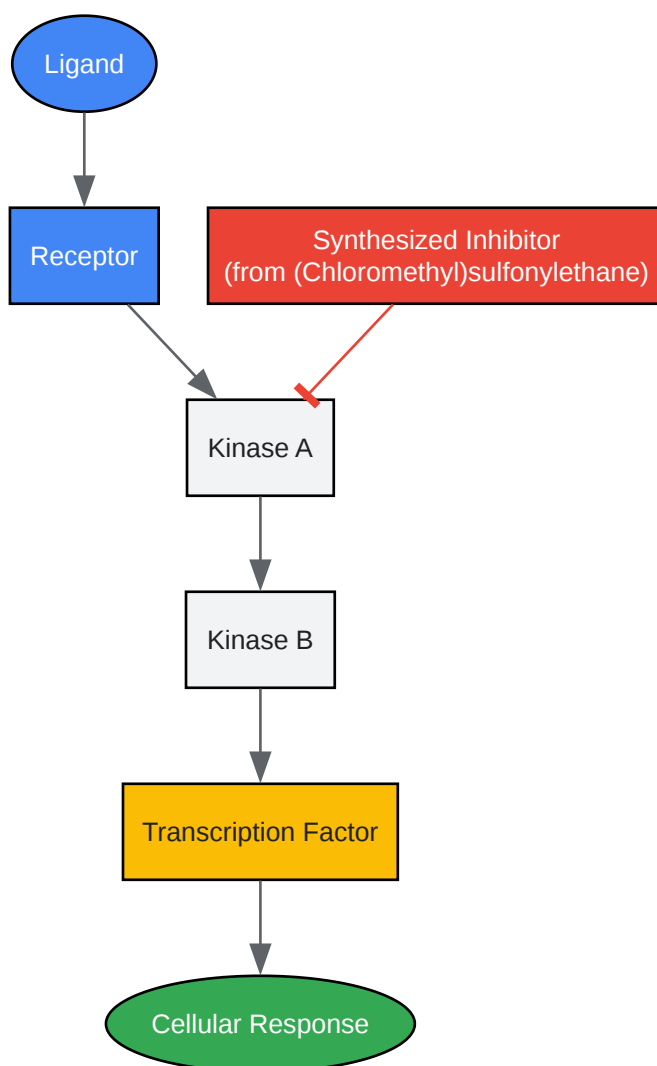 Ligand
Receptor
Synthesized Inhibitor
(from (Chloromethyl)sulfonylethane)
Kinase A
Kinase B
Transcription Factor
Cellular Response